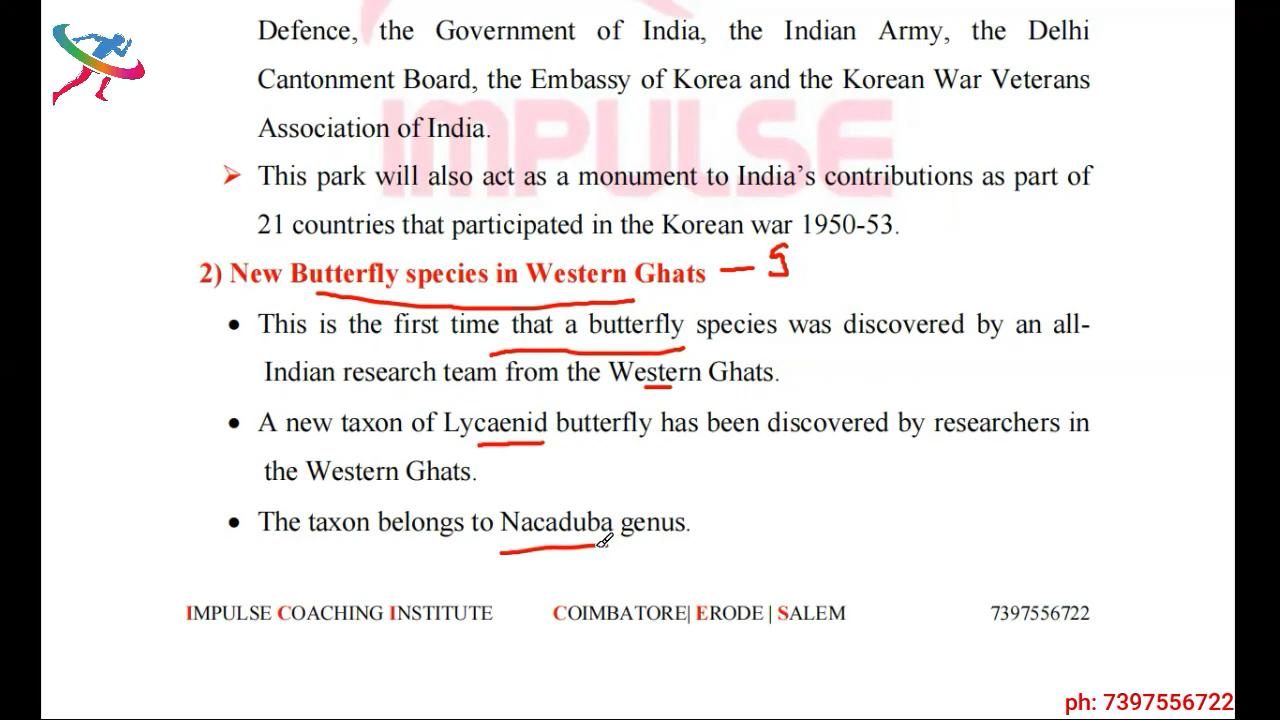 Defence, the Government of India, the Indian Army, the Delhi
Cantonment Board, the Embassy of Korea and the Korean War Veterans
Association of India.
IMPULSE
➢ This park will also act as a monument to India's contributions as part of
21 countries that participated in the Korean war 1950-53.
2) New Butterfly species in Western Ghats
• This is the first time that a butterfly species was discovered by an all-
Indian research team from the Western Ghats.
• A new taxon of Lycaenid butterfly has been discovered by researchers in
the Western Ghats.
• The taxon belongs to Nacaduba genus.
IMPULSE COACHING INSTITUTE COIMBATORE| ERODE | SALEM 7397556722
ph: 7397556722